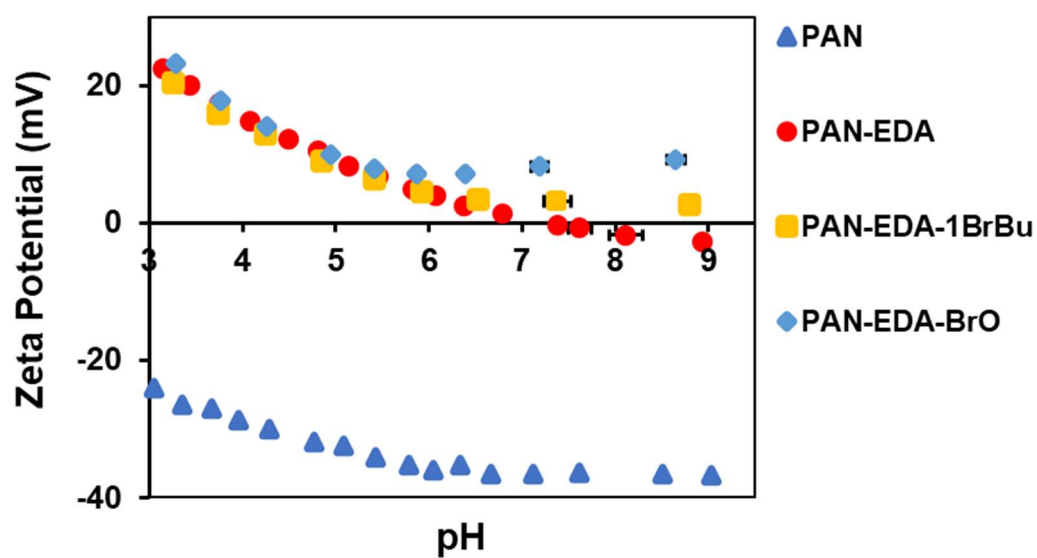 Zeta Potential (mV)
20
0
-20
-40
3 4 5 6 7 8 9
pH
PAN
PAN-EDA
PAN-EDA-1BrBu
PAN-EDA-BrO